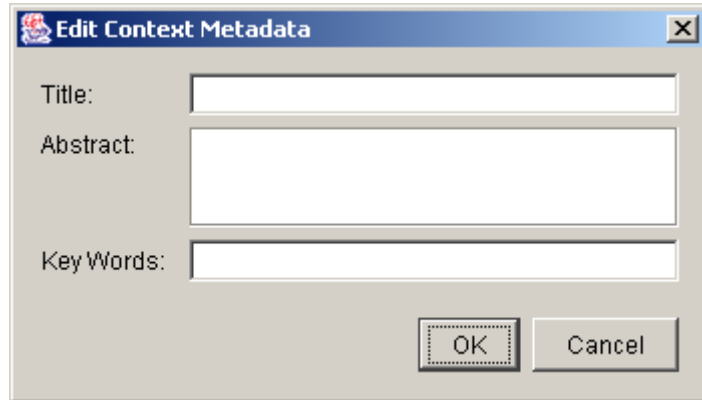 Edit Context Metadata
Title:
Abstract:
Key Words:
OK Cancel